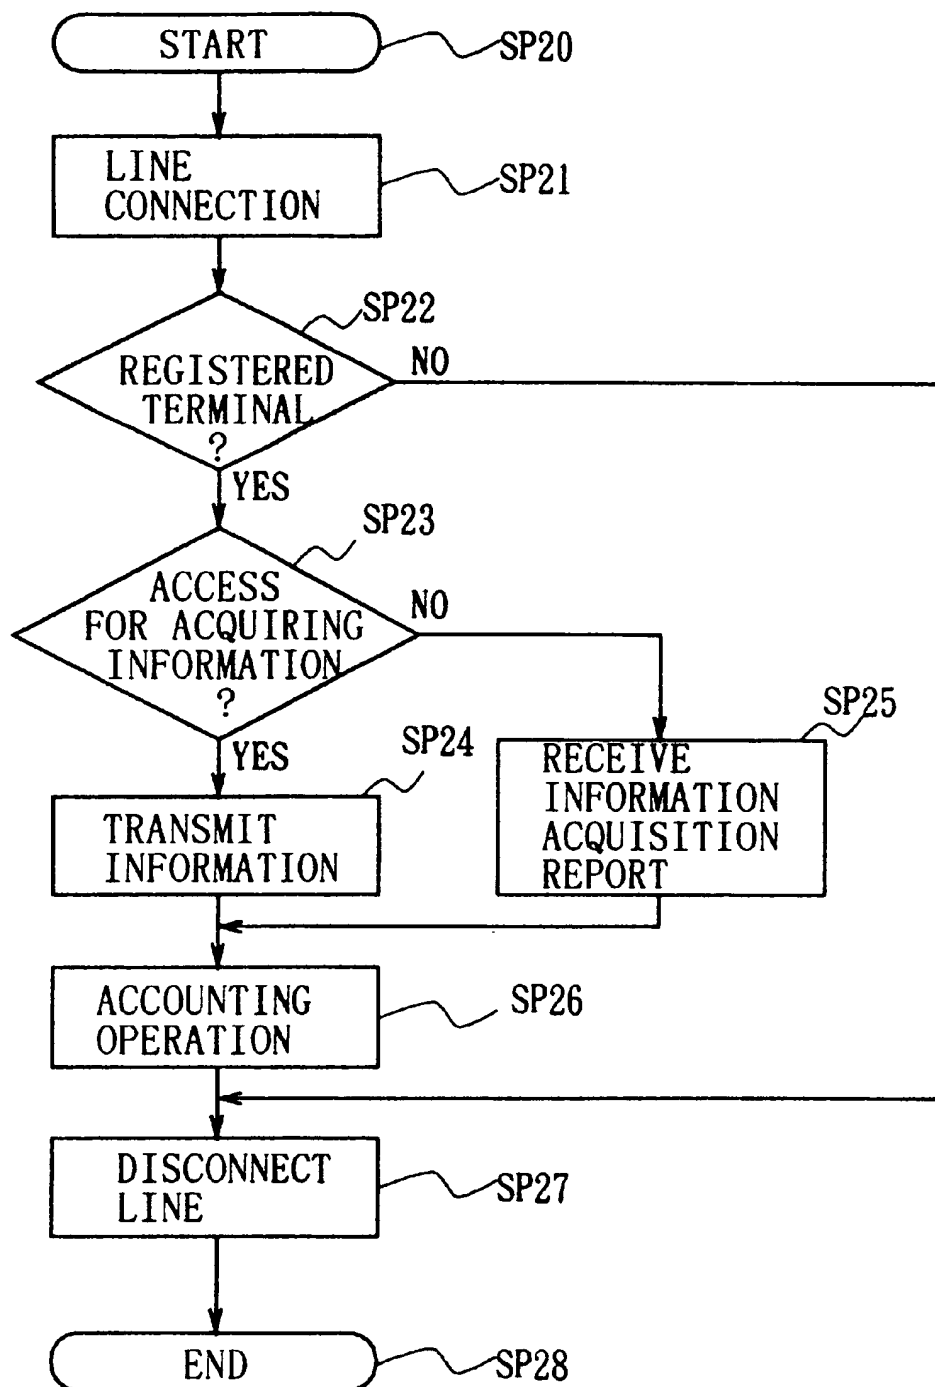 START
SP20
LINE
CONNECTION
SP21
SP22
REGISTERED
TERMINAL
?
NO
YES
SP23
ACCESS
FOR ACQUIRING
INFORMATION
?
NO
YES
SP24
TRANSMIT
INFORMATION
SP25
RECEIVE
INFORMATION
ACQUISITION
REPORT
ACCOUNTING
OPERATION
SP26
DISCONNECT
LINE
SP27
END
SP28